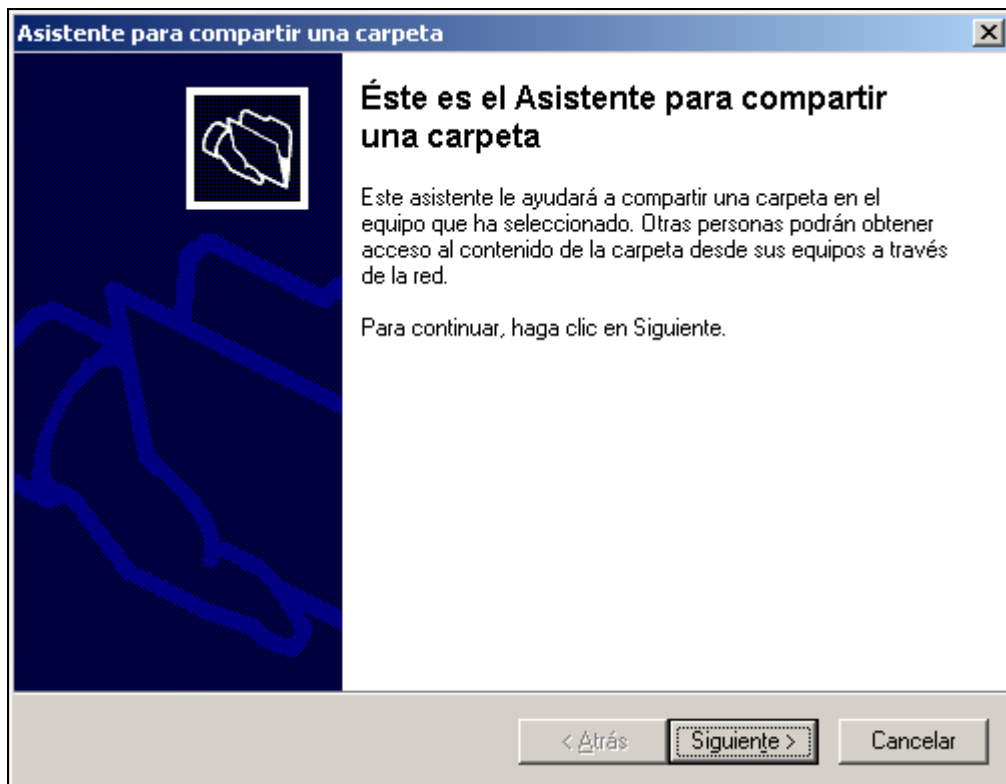 Asistente para compartir una carpeta
Éste es el Asistente para compartir
una carpeta
Este asistente le ayudará a compartir una carpeta en el
equipo que ha seleccionado. Otras personas podrán obtener
acceso al contenido de la carpeta desde sus equipos a través
de la red.
Para continuar, haga clic en Siguiente.
< Atrás
Siguiente >
Cancelar